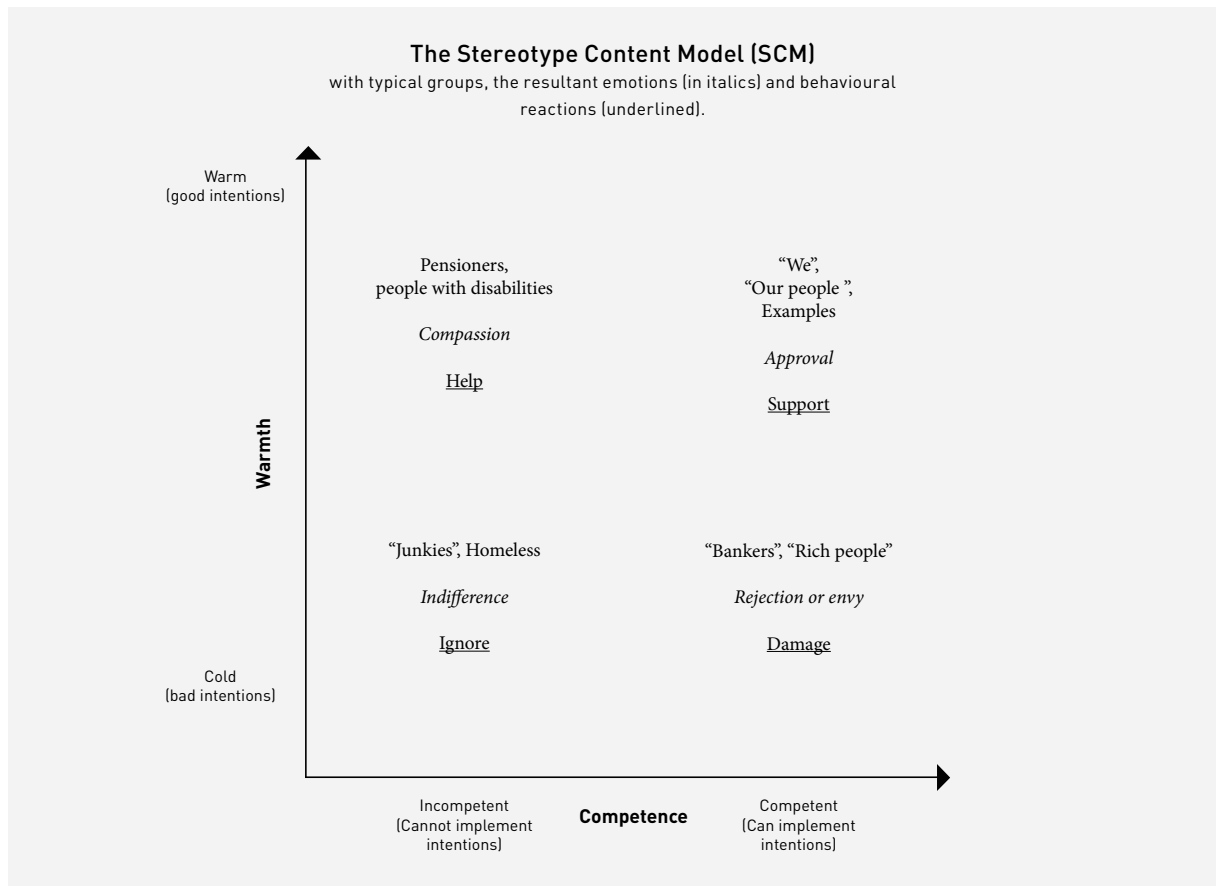 The Stereotype Content Model (SCM)
with typical groups, the resultant emotions (in italics) and behavioural
reactions (underlined).
Warm
(good intentions)
Pensioners,
people with disabilities
Compassion
Help
“We”,
“Our people ”,
Examples
Approval
Support
Warmth
“Junkies”, Homeless
Indifference
Ignore
“Bankers”, “Rich people”
Rejection or envy
Damage
Cold
(bad intentions)
Incompetent
(Cannot implement
intentions)
Competence
Competent
(Can implement
intentions)